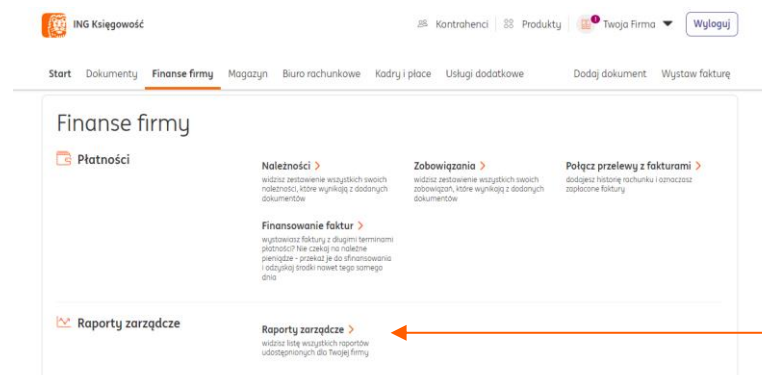 ING Księgowość
Kontrahenci Produkty Twoja Firma Wyloguj
Start Dokumenty Finanse firmy Magazyn Biuro rachunkowe Kadry i płace Usługi dodatkowe Dodaj dokument Wystaw fakturę
Finanse firmy
Płatności
Należności > Zobowiązania > Połącz przelewy z fakturami >
widzisz zestawienie wszystkich swoich
należności, które wynikają z dodanych
dokumentów
widzisz zestawienie wszystkich swoich
zobowiązań, które wynikają z dodanych
dokumentów
dodajesz historię rachunku i oznaczasz
zapłacone faktury
Finansowanie faktur >
wystawiasz faktury z długimi terminami
płatności? Nie czekaj na należne
pieniądze - przekaż je do sfinansowania
i odzyskaj środki nawet tego samego
dnia
Raporty zarządcze
Raporty zarządcze >
widzisz listę wszystkich raportów
udostępnionych dla Twojej firmy